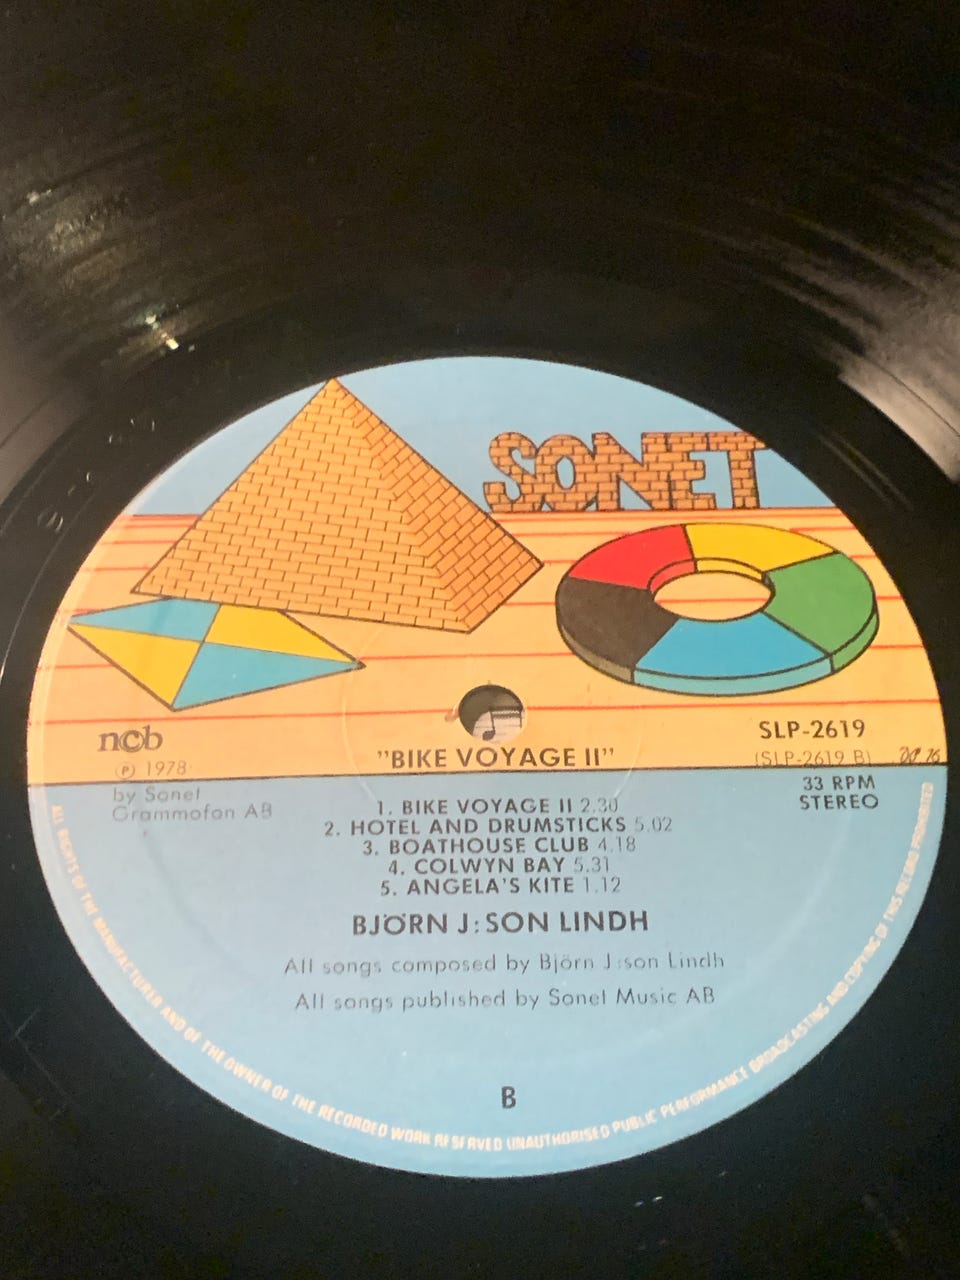 SONET
ncb
℗ 1978
by Sonet
Grammofon AB
"BIKE VOYAGE II"
SLP-2619
(SLP-2619 B)
33 RPM
STEREO
1. BIKE VOYAGE II 2.30
2. HOTEL AND DRUMSTICKS 5.02
3. BOATHOUSE CLUB 4.18
4. COLWYN BAY 5.31
5. ANGELA'S KITE 1.12
BJÖRN J:SON LINDH
All songs composed by Björn J:son Lindh
All songs published by Sonet Music AB
B
ALL RIGHTS OF THE MANUFACTURER AND OF THE OWNER OF THE RECORDED WORK RESERVED UNAUTHORISED PUBLIC PERFORMANCE BROADCASTING AND COPYING OF THIS RECORD PROHIBITED